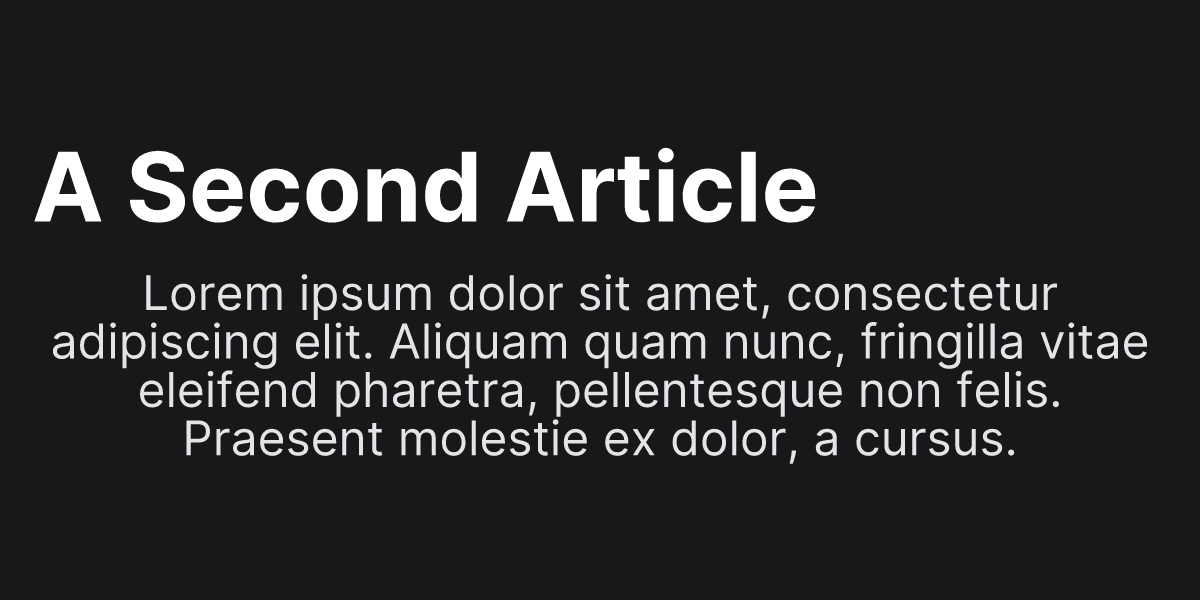 A Second Article
Lorem ipsum dolor sit amet, consectetur
adipiscing elit. Aliquam quam nunc, fringilla vitae
eleifend pharetra, pellentesque non felis.
Praesent molestie ex dolor, a cursus.